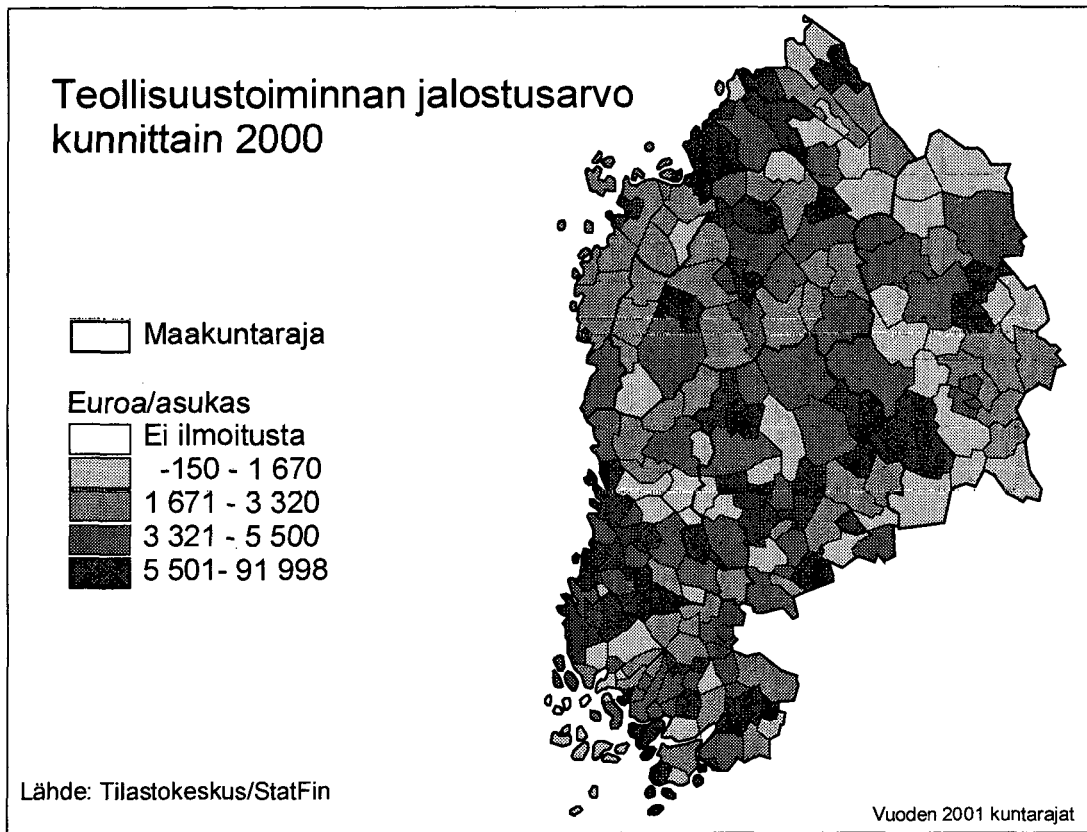 Teollisuustoiminnan jalostusarvo
kunnittain 2000
Maakuntaraja
Euroa/asukas
Ei ilmoitusta
-150 - 1 670
1 671 - 3 320
3 321 - 5 500
5 501- 91 998
Lähde: Tilastokeskus/StatFin
Vuoden 2001 kuntarajat